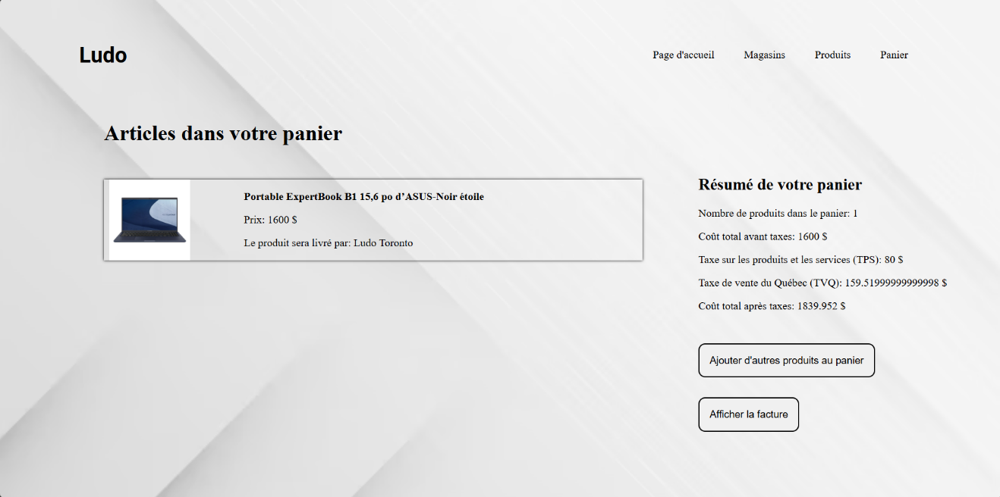 Ludo
Page d'accueil
Magasins
Produits
Panier
Articles dans votre panier
Portable ExpertBook B1 15,6 po d’ASUS-Noir étoile
Prix: 1600 $
Le produit sera livré par: Ludo Toronto
Résumé de votre panier
Nombre de produits dans le panier: 1
Coût total avant taxes: 1600 $
Taxe sur les produits et les services (TPS): 80 $
Taxe de vente du Québec (TVQ): 159.51999999999998 $
Coût total après taxes: 1839.952 $
Ajouter d'autres produits au panier
Afficher la facture